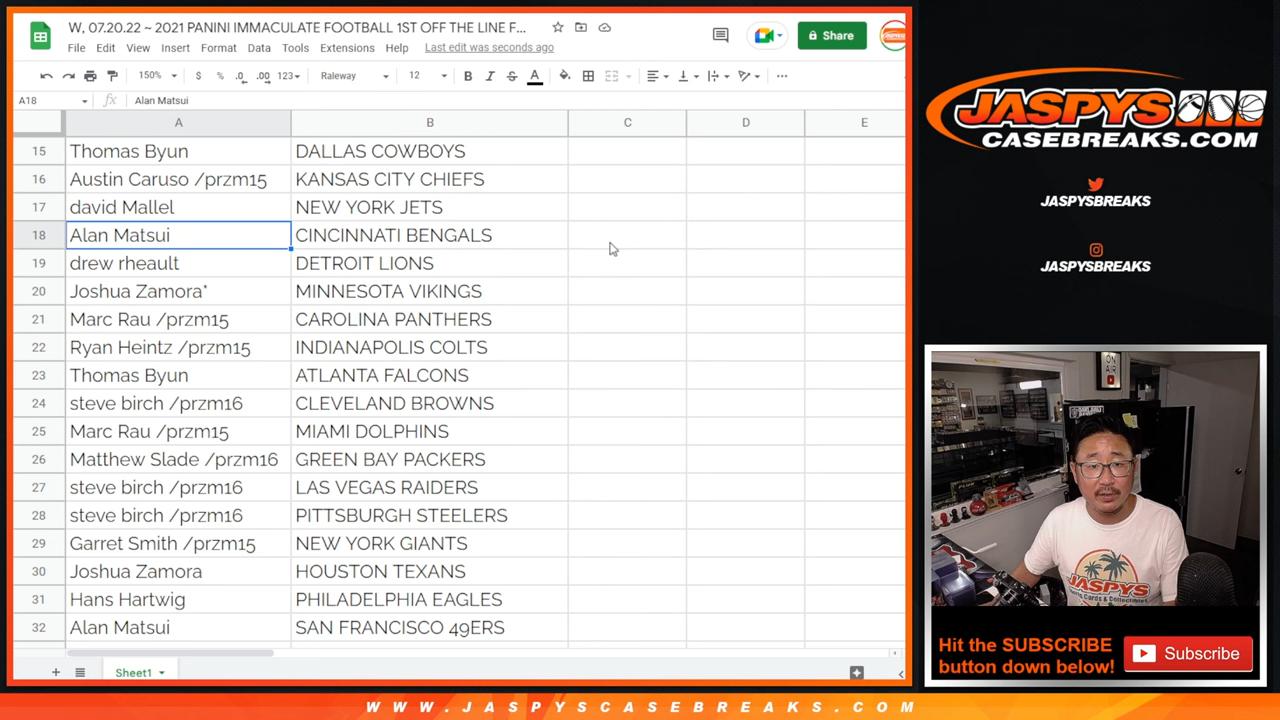 W, 07.20.22 ~ 2021 PANINI IMMACULATE FOOTBALL 1ST OFF THE LINE F...
File Edit View Insert Format Data Tools Extensions Help Last edit was seconds ago
Share
150% $ % .0 .00 123 Raleway 12 B I S A
A18 fx Alan Matsui
A B C D E
15 Thomas Byun DALLAS COWBOYS
16 Austin Caruso /przm15 KANSAS CITY CHIEFS
17 david Mallel NEW YORK JETS
18 Alan Matsui CINCINNATI BENGALS
19 drew rheault DETROIT LIONS
20 Joshua Zamora* MINNESOTA VIKINGS
21 Marc Rau /przm15 CAROLINA PANTHERS
22 Ryan Heintz /przm15 INDIANAPOLIS COLTS
23 Thomas Byun ATLANTA FALCONS
24 steve birch /przm16 CLEVELAND BROWNS
25 Marc Rau /przm15 MIAMI DOLPHINS
26 Matthew Slade /przm16 GREEN BAY PACKERS
27 steve birch /przm16 LAS VEGAS RAIDERS
28 steve birch /przm16 PITTSBURGH STEELERS
29 Garret Smith /przm15 NEW YORK GIANTS
30 Joshua Zamora HOUSTON TEXANS
31 Hans Hartwig PHILADELPHIA EAGLES
32 Alan Matsui SAN FRANCISCO 49ERS
Sheet1
JASPYS
CASEBREAKS.COM
JASPYSBREAKS
JASPYSBREAKS
ON AIR
JASPYS
Hit the SUBSCRIBE
button down below!
Subscribe
WWW.JASPYSCASEBREAKS.COM